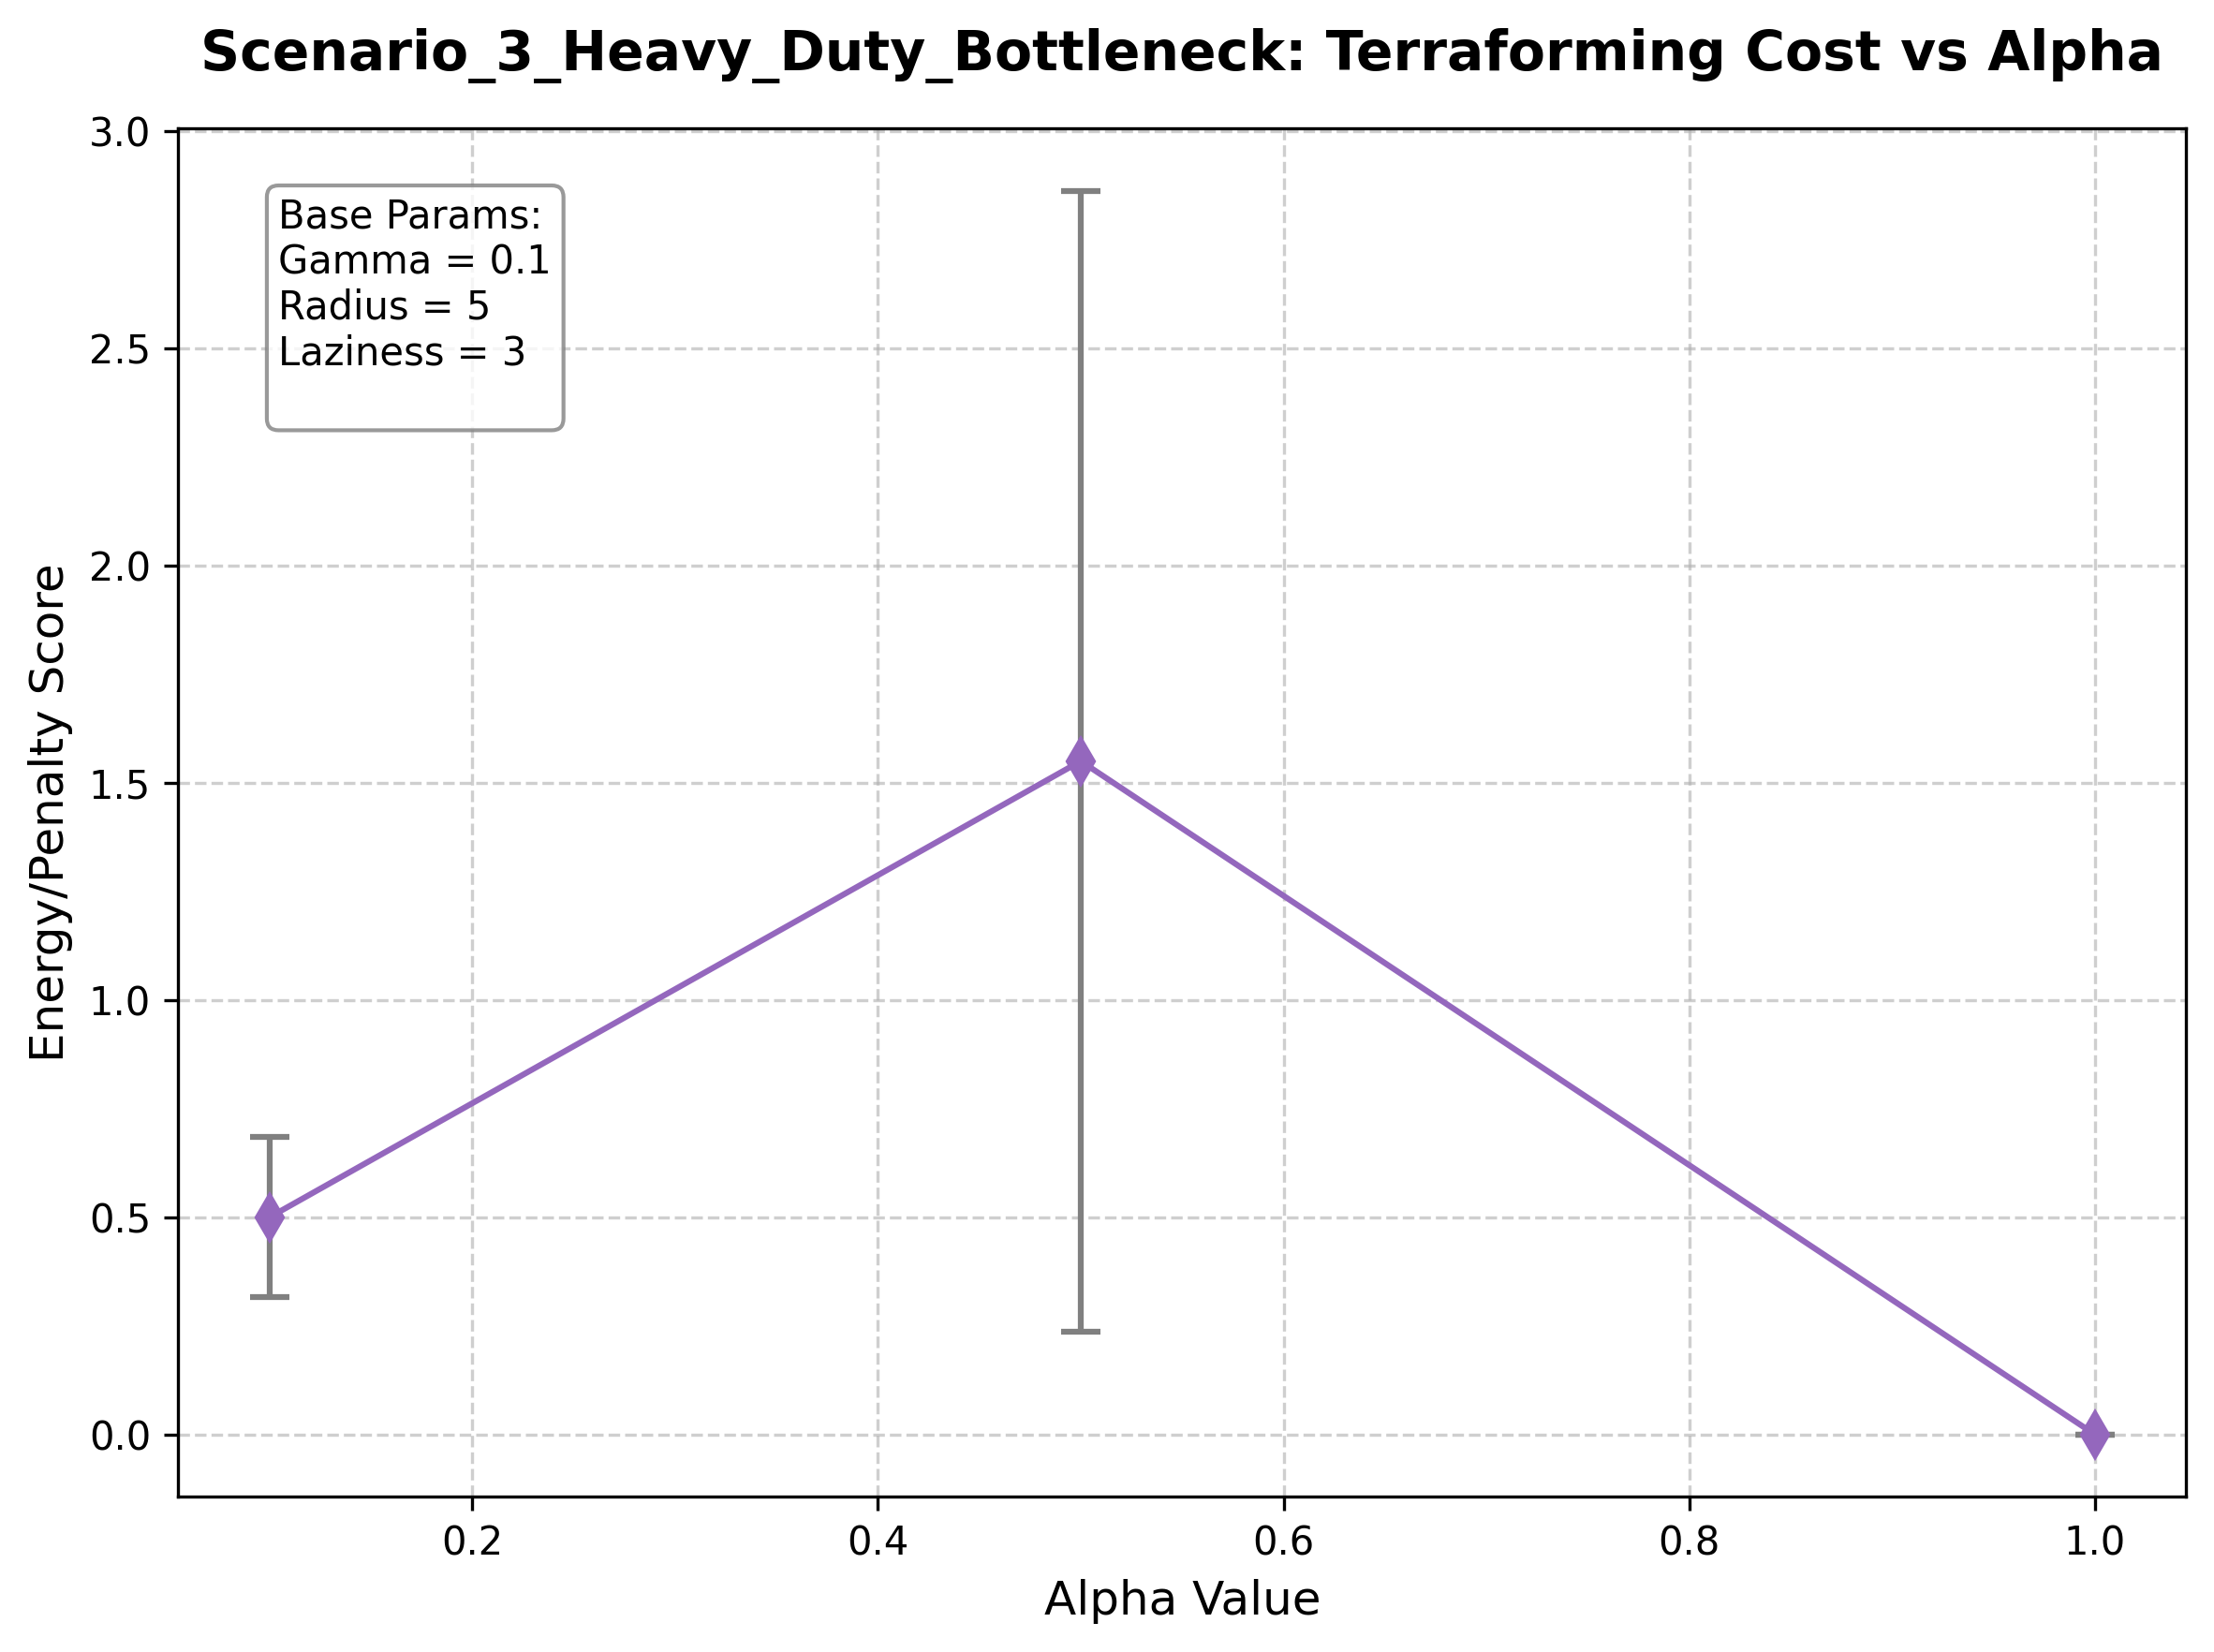 Scenario_3_Heavy_Duty_Bottleneck: Terraforming Cost vs Alpha
3.0
2.5
2.0
1.5
1.0
0.5
0.0
Energy/Penalty Score
Base Params:
Gamma = 0.1
Radius = 5
Laziness = 3
0.2
0.4
0.6
0.8
1.0
Alpha Value